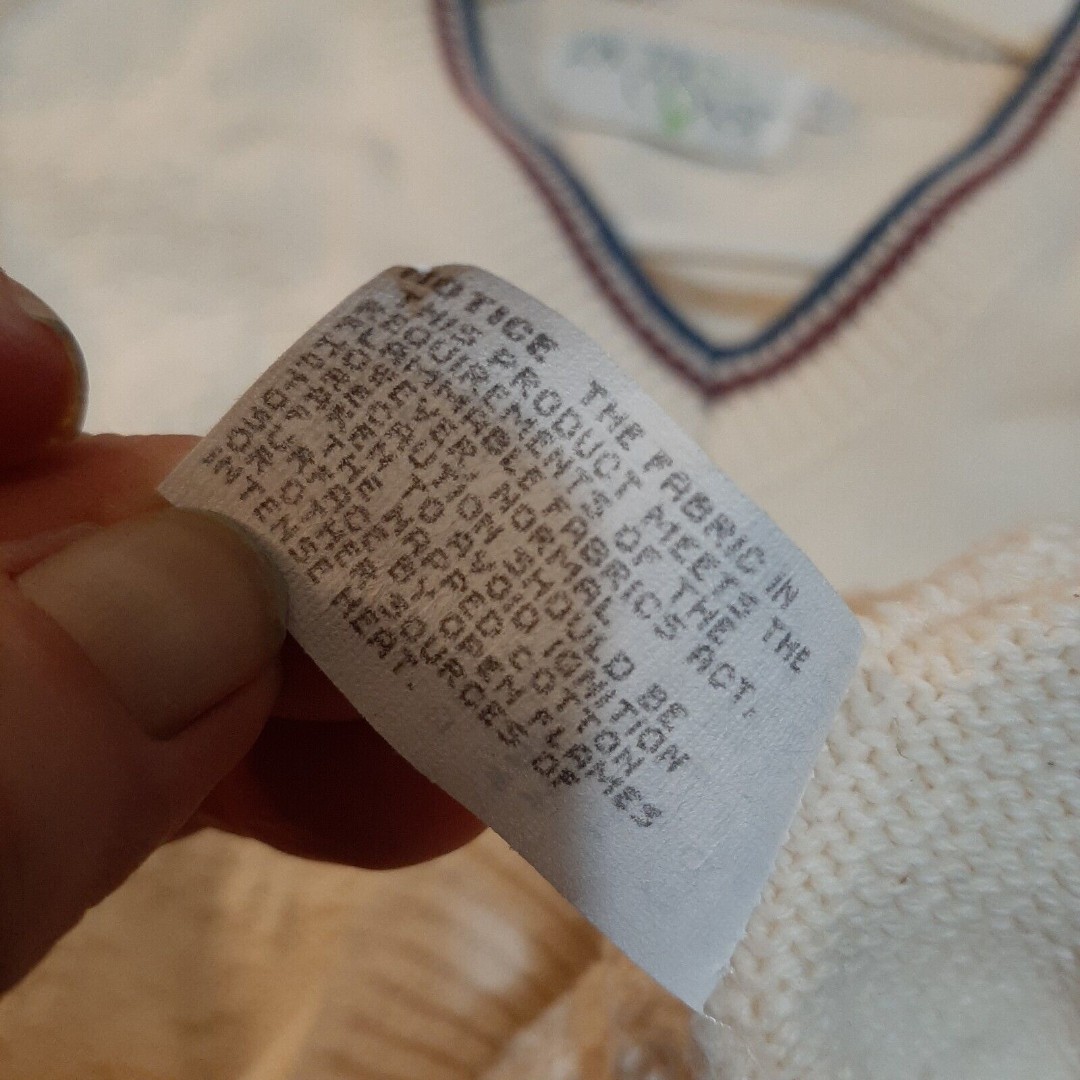 NOTICE THE FABRIC IN
THIS PRODUCT MEETS THE
REQUIREMENTS OF THE
FLAMMABLE FABRICS ACT,
HOWEVER NORMAL
PRECAUTION SHOULD BE
TAKEN TO AVOID IGNITION
OF THE NAPPED COTTON
SURFACE BY OPEN FLAMES
OR OTHER SOURCES OF
INTENSE HEAT.